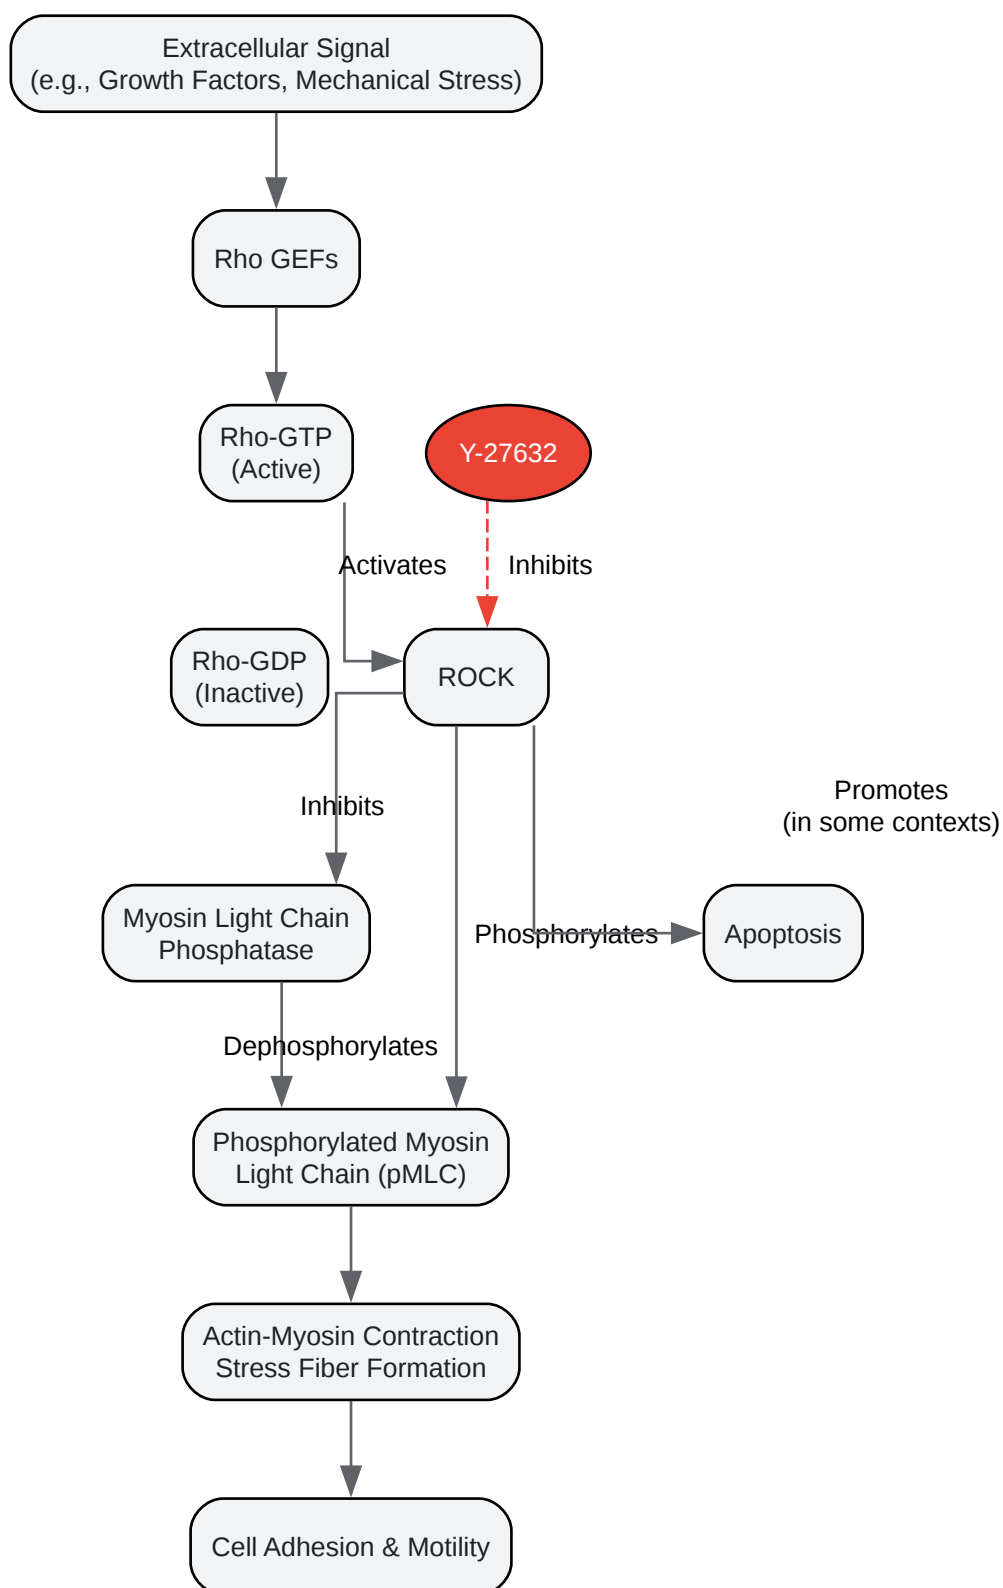 Extracellular Signal
(e.g., Growth Factors, Mechanical Stress)
Rho GEFs
Rho-GTP
(Active)
Y-27632
Activates
Inhibits
Rho-GDP
(Inactive)
ROCK
Inhibits
Promotes
(in some contexts)
Myosin Light Chain
Phosphatase
Phosphorylates
Apoptosis
Dephosphorylates
Phosphorylated Myosin
Light Chain (pMLC)
Actin-Myosin Contraction
Stress Fiber Formation
Cell Adhesion & Motility